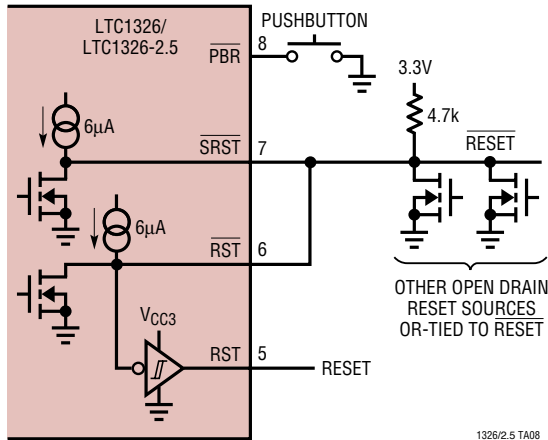 LTC1326/
LTC1326-2.5
PUSHBUTTON
PBR
8
3.3V
6µA
4.7k
SRST
7
RESET
6µA
RST
6
VCC3
OTHER OPEN DRAIN
RESET SOURCES
OR-TIED TO RESET
RST
5
RESET
1326/2.5 TA08